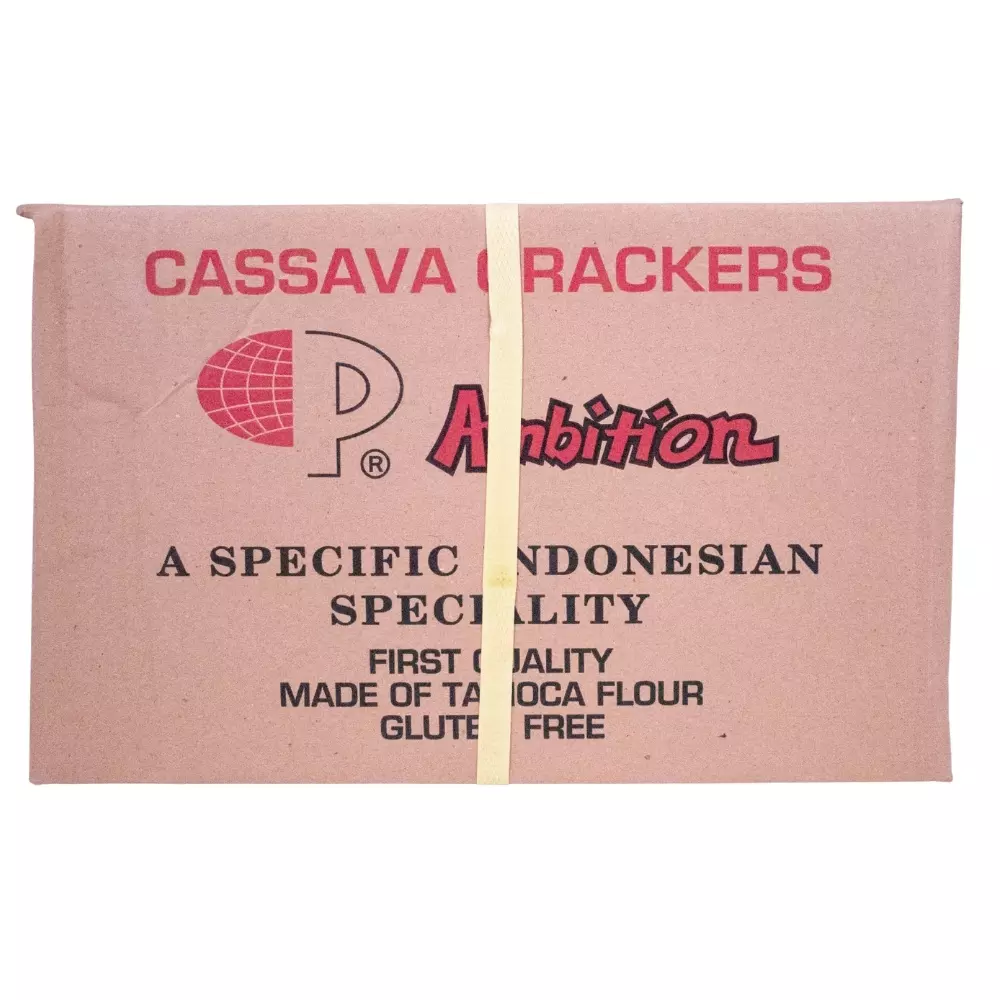 CASSAVA CRACKERS
P®
Ambition
A SPECIFIC INDONESIAN
SPECIALITY
FIRST QUALITY
MADE OF TAPIOCA FLOUR
GLUTEN FREE